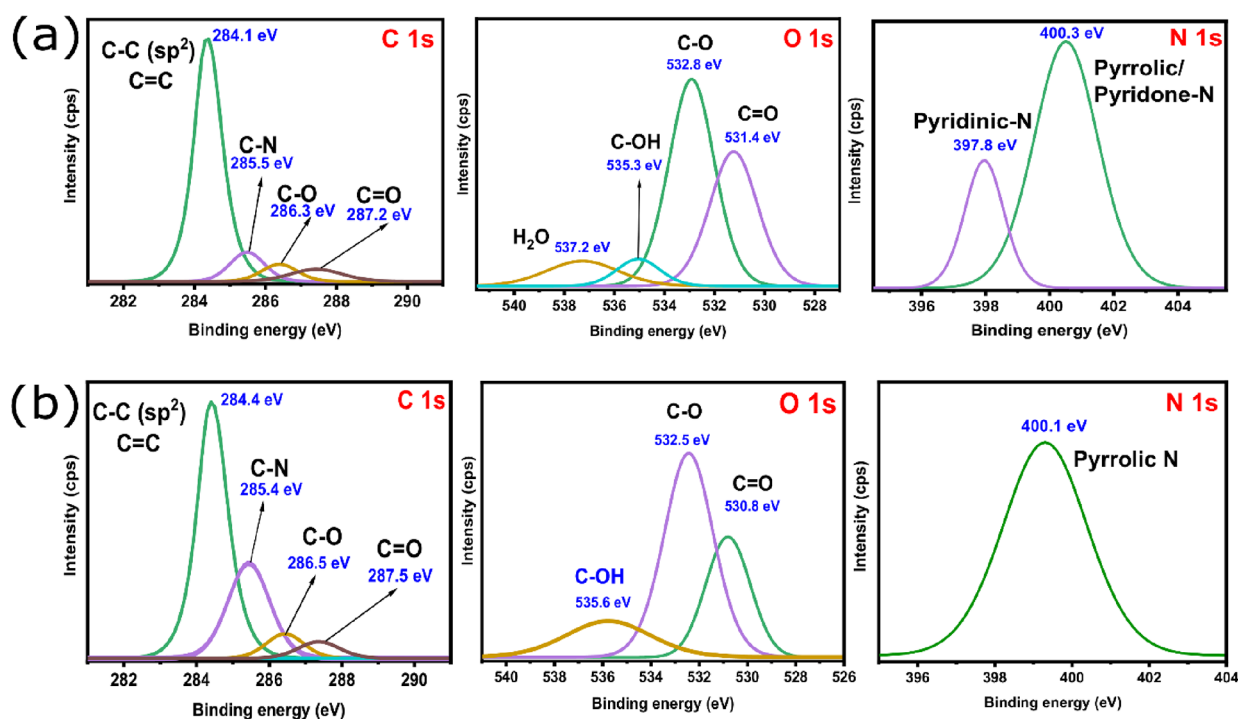 (a)
C 1s
284.1 eV
C-C (sp²)
C=C
C-N
285.5 eV
C-O
286.3 eV
C=O
287.2 eV
Intensity (cps)
282 284 286 288 290
Binding energy (eV)
O 1s
C-O
532.8 eV
C=O
531.4 eV
C-OH
535.3 eV
H₂O 537.2 eV
Intensity (cps)
540 538 536 534 532 530 528
Binding energy (eV)
N 1s
400.3 eV
Pyrrolic/
Pyridone-N
Pyridinic-N
397.8 eV
Intensity (cps)
396 398 400 402 404
Binding energy (eV)
(b)
C 1s
284.4 eV
C-C (sp²)
C=C
C-N
285.4 eV
C-O
286.5 eV
C=O
287.5 eV
Intensity (cps)
282 284 286 288 290
Binding energy (eV)
O 1s
C-O
532.5 eV
C=O
530.8 eV
C-OH
535.6 eV
Intensity (cps)
540 538 536 534 532 530 528 526
Binding energy (eV)
N 1s
400.1 eV
Pyrrolic N
Intensity (cps)
396 398 400 402 404
Binding energy (eV)